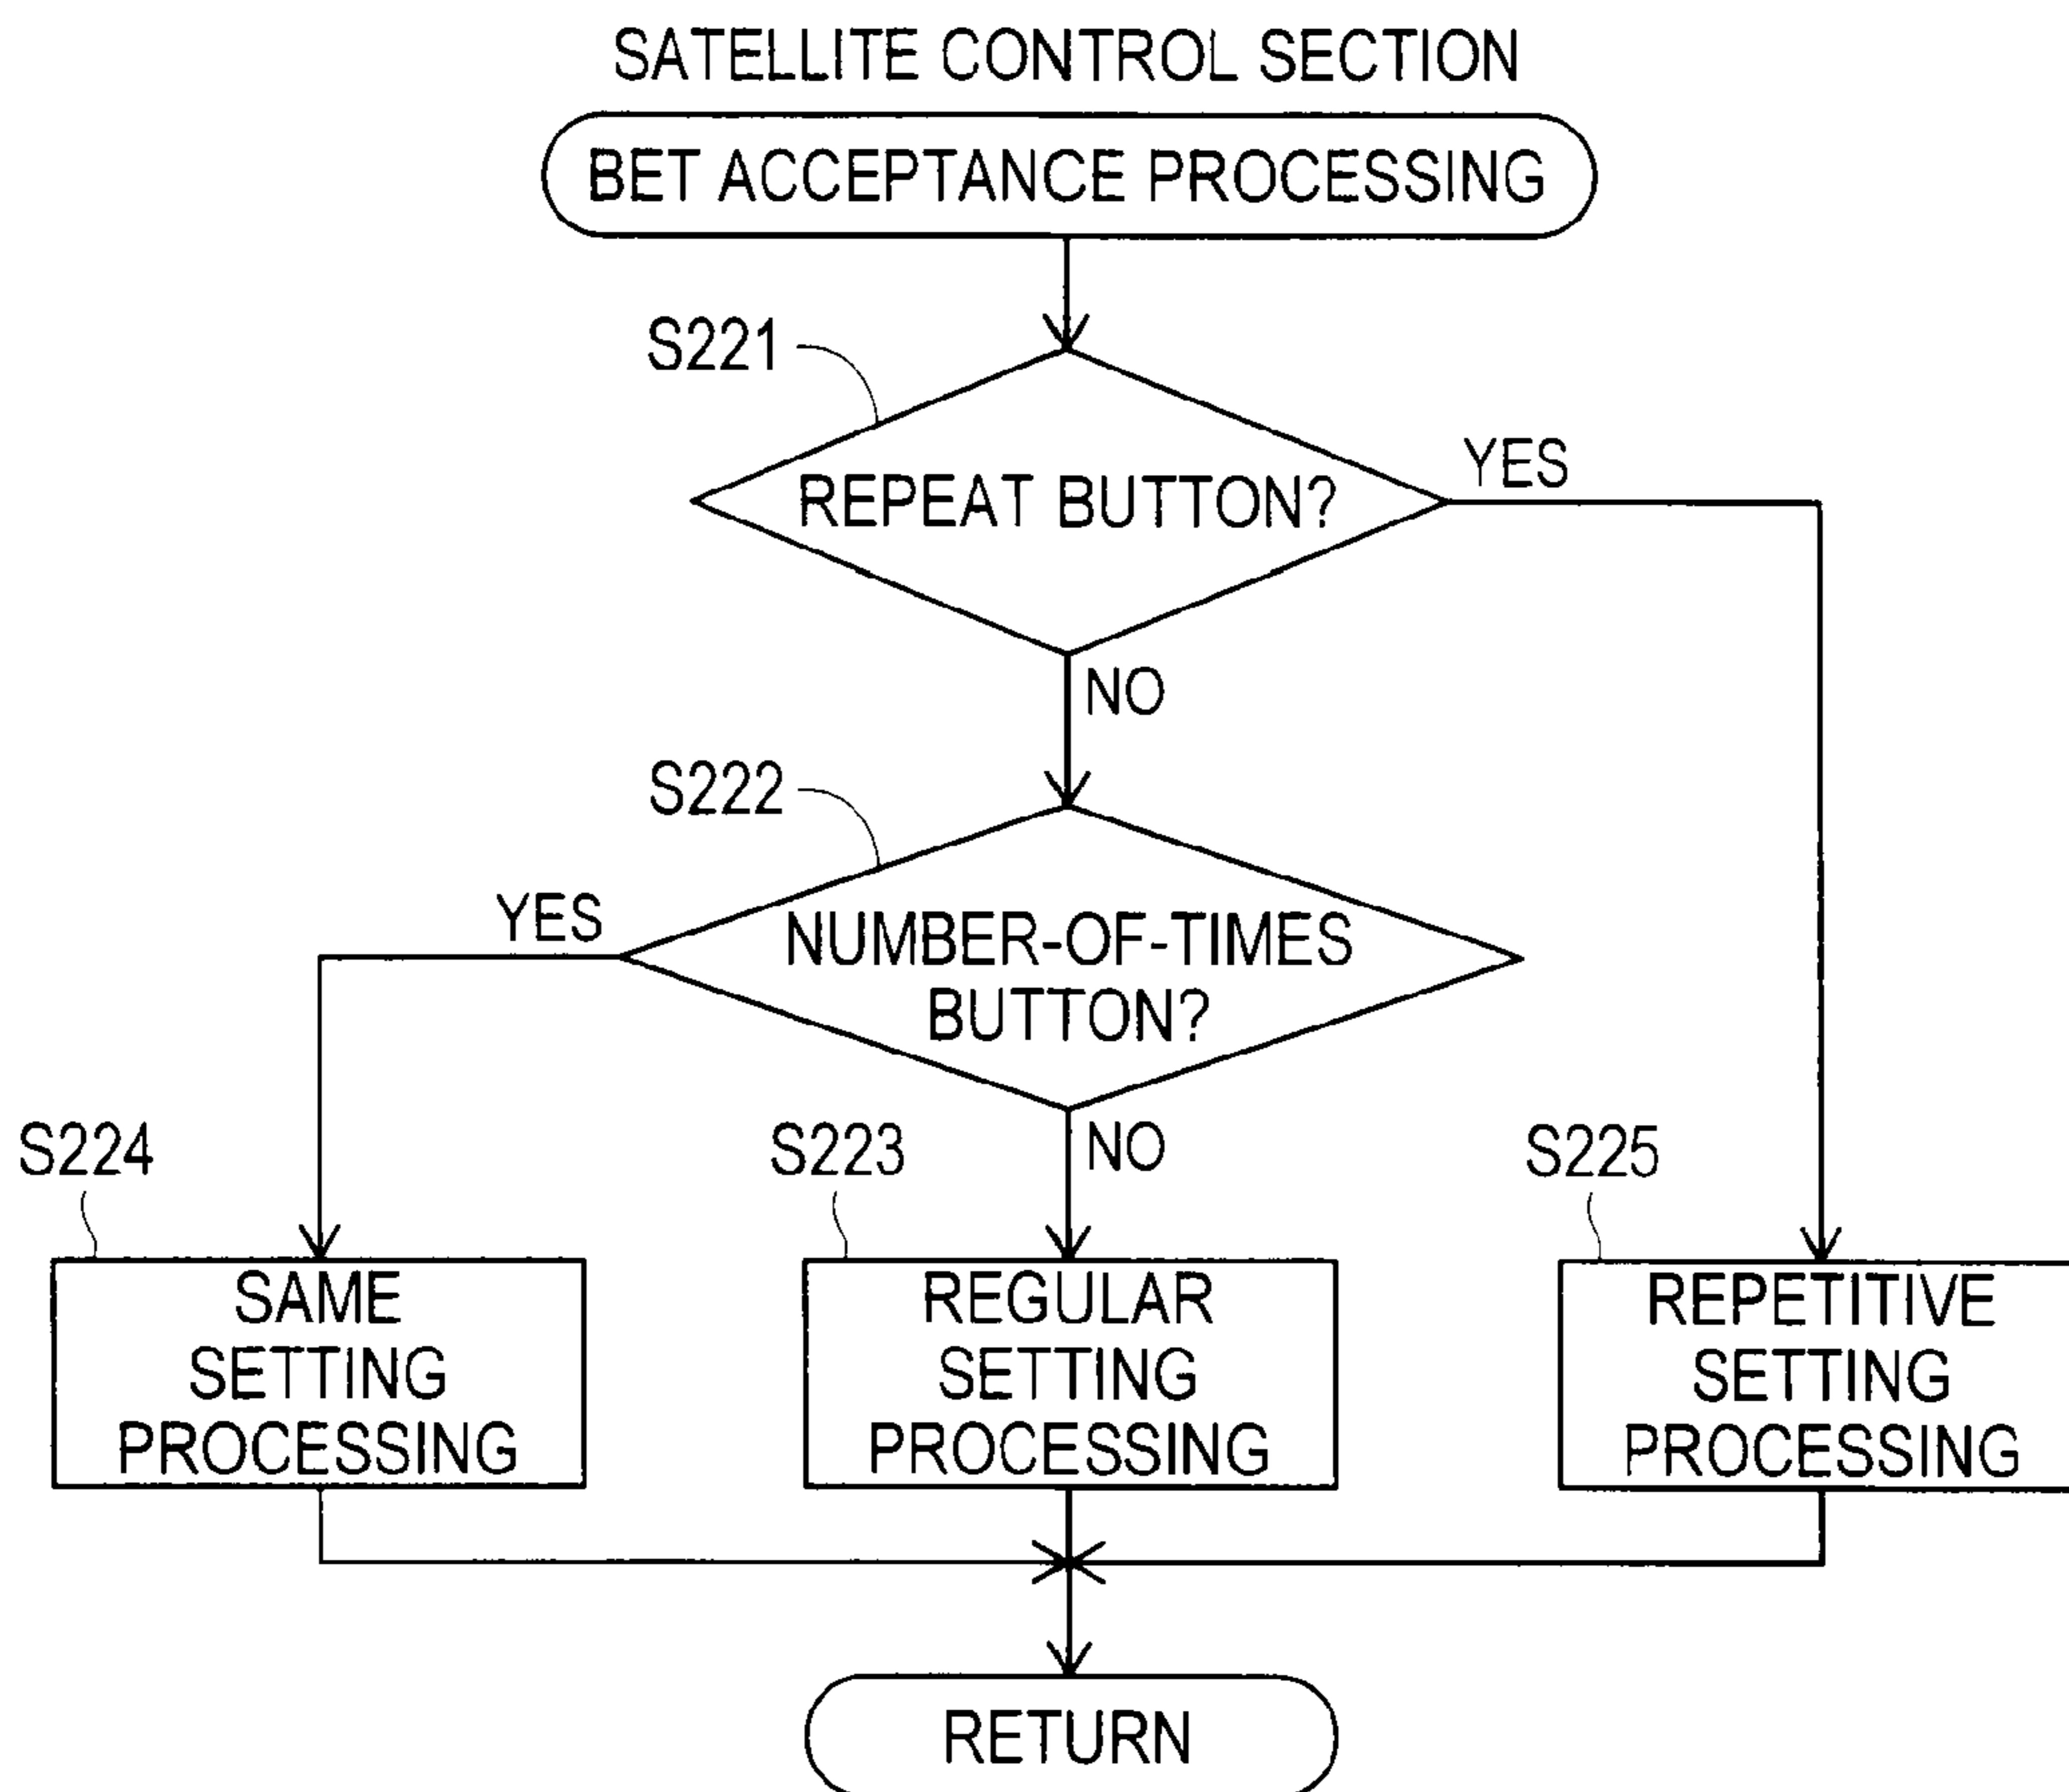 SATELLITE CONTROL SECTION
BET ACCEPTANCE PROCESSING
S221
REPEAT BUTTON?
YES
NO
S222
YES
NUMBER-OF-TIMES
BUTTON?
NO
S224
SAME
SETTING
PROCESSING
S223
REGULAR
SETTING
PROCESSING
S225
REPETITIVE
SETTING
PROCESSING
RETURN